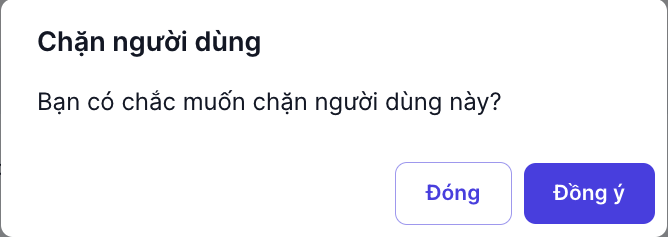 Chặn người dùng
Bạn có chắc muốn chặn người dùng này?
Đóng
Đồng ý